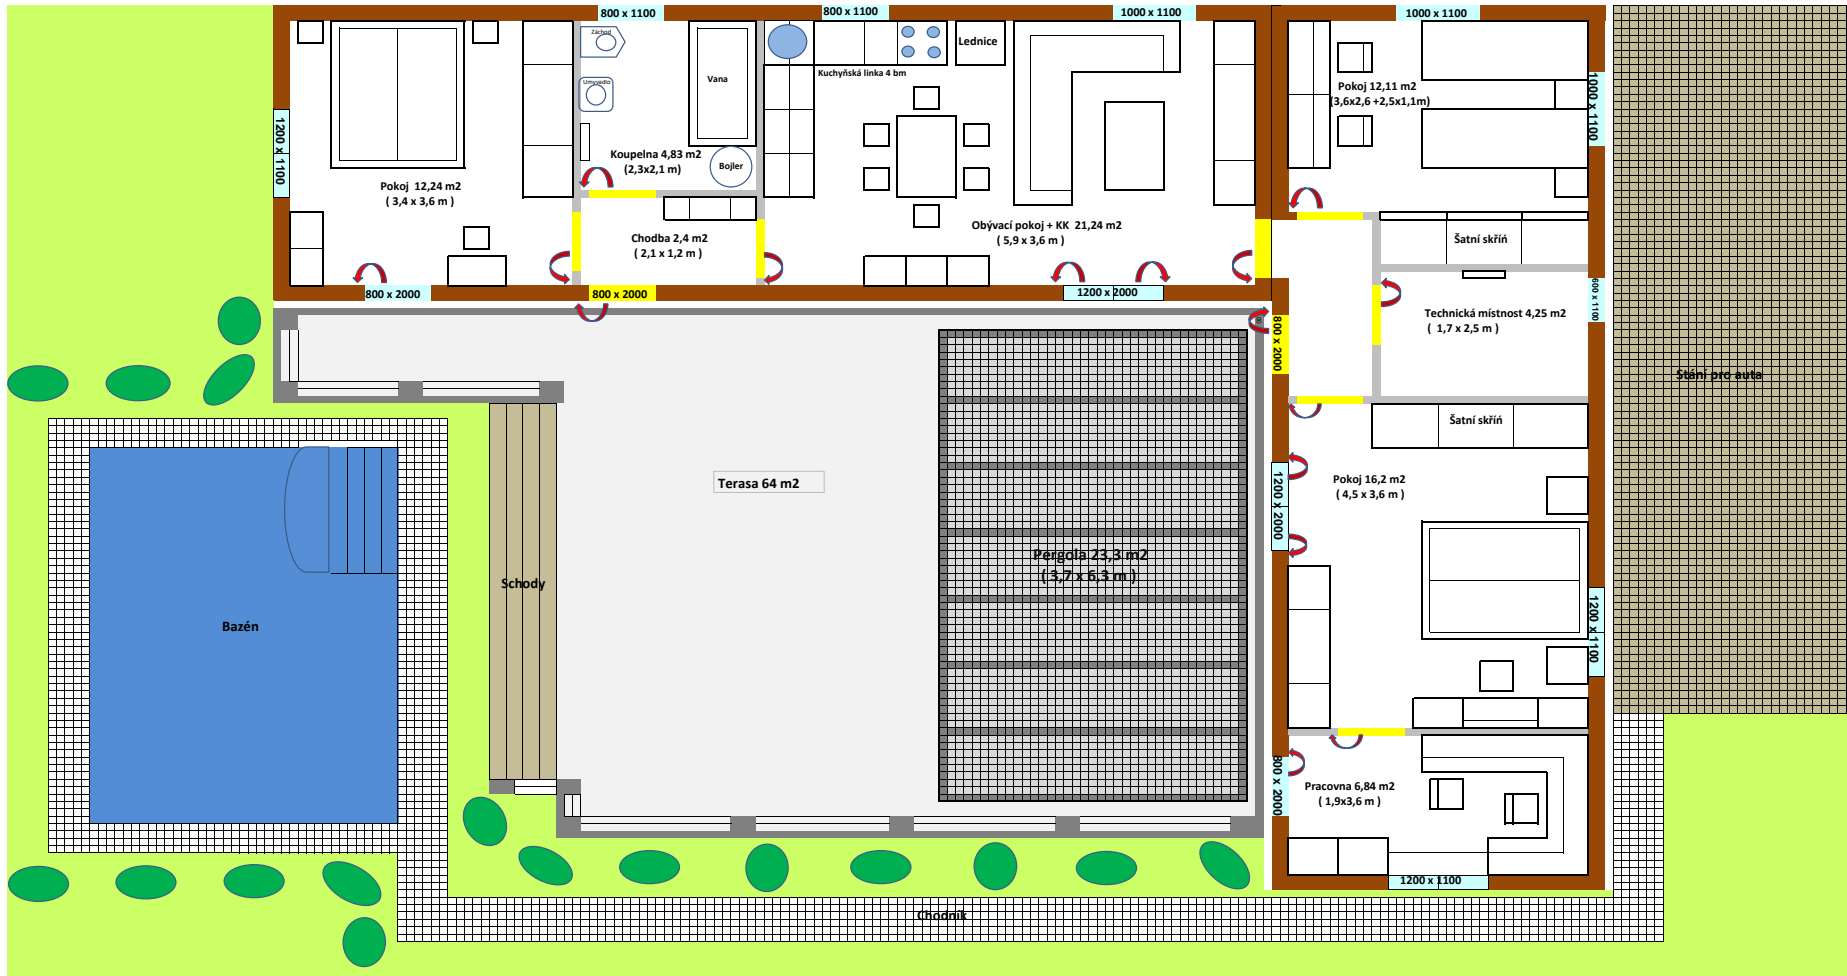 800 x 1100
800 x 1100
1000 x 1100
1000 x 1100
Záchod
Umyvadlo
Vana
Bojler
Koupelna 4,83 m2
(2,3x2,1 m)
Lednice
Kuchyňská linka 4 bm
1200 x 1100
Pokoj 12,24 m2
( 3,4 x 3,6 m )
Chodba 2,4 m2
( 2,1 x 1,2 m )
Obývací pokoj + KK 21,24 m2
( 5,9 x 3,6 m )
Pokoj 12,11 m2
(3,6x2,6 +2,5x1,1m)
1000 x 1100
Šatní skříň
800 x 2000
800 x 2000
1200 x 2000
800 x 2000
Technická místnost 4,25 m2
( 1,7 x 2,5 m )
600 x 1100
Stání pro auta
Šatní skříň
Terasa 64 m2
1200 x 2000
Pokoj 16,2 m2
( 4,5 x 3,6 m )
Pergola 23,3 m2
( 3,7 x 6,3 m )
Schody
Bazén
1200 x 1100
800 x 2000
Pracovna 6,84 m2
( 1,9x3,6 m )
1200 x 1100
Chodník